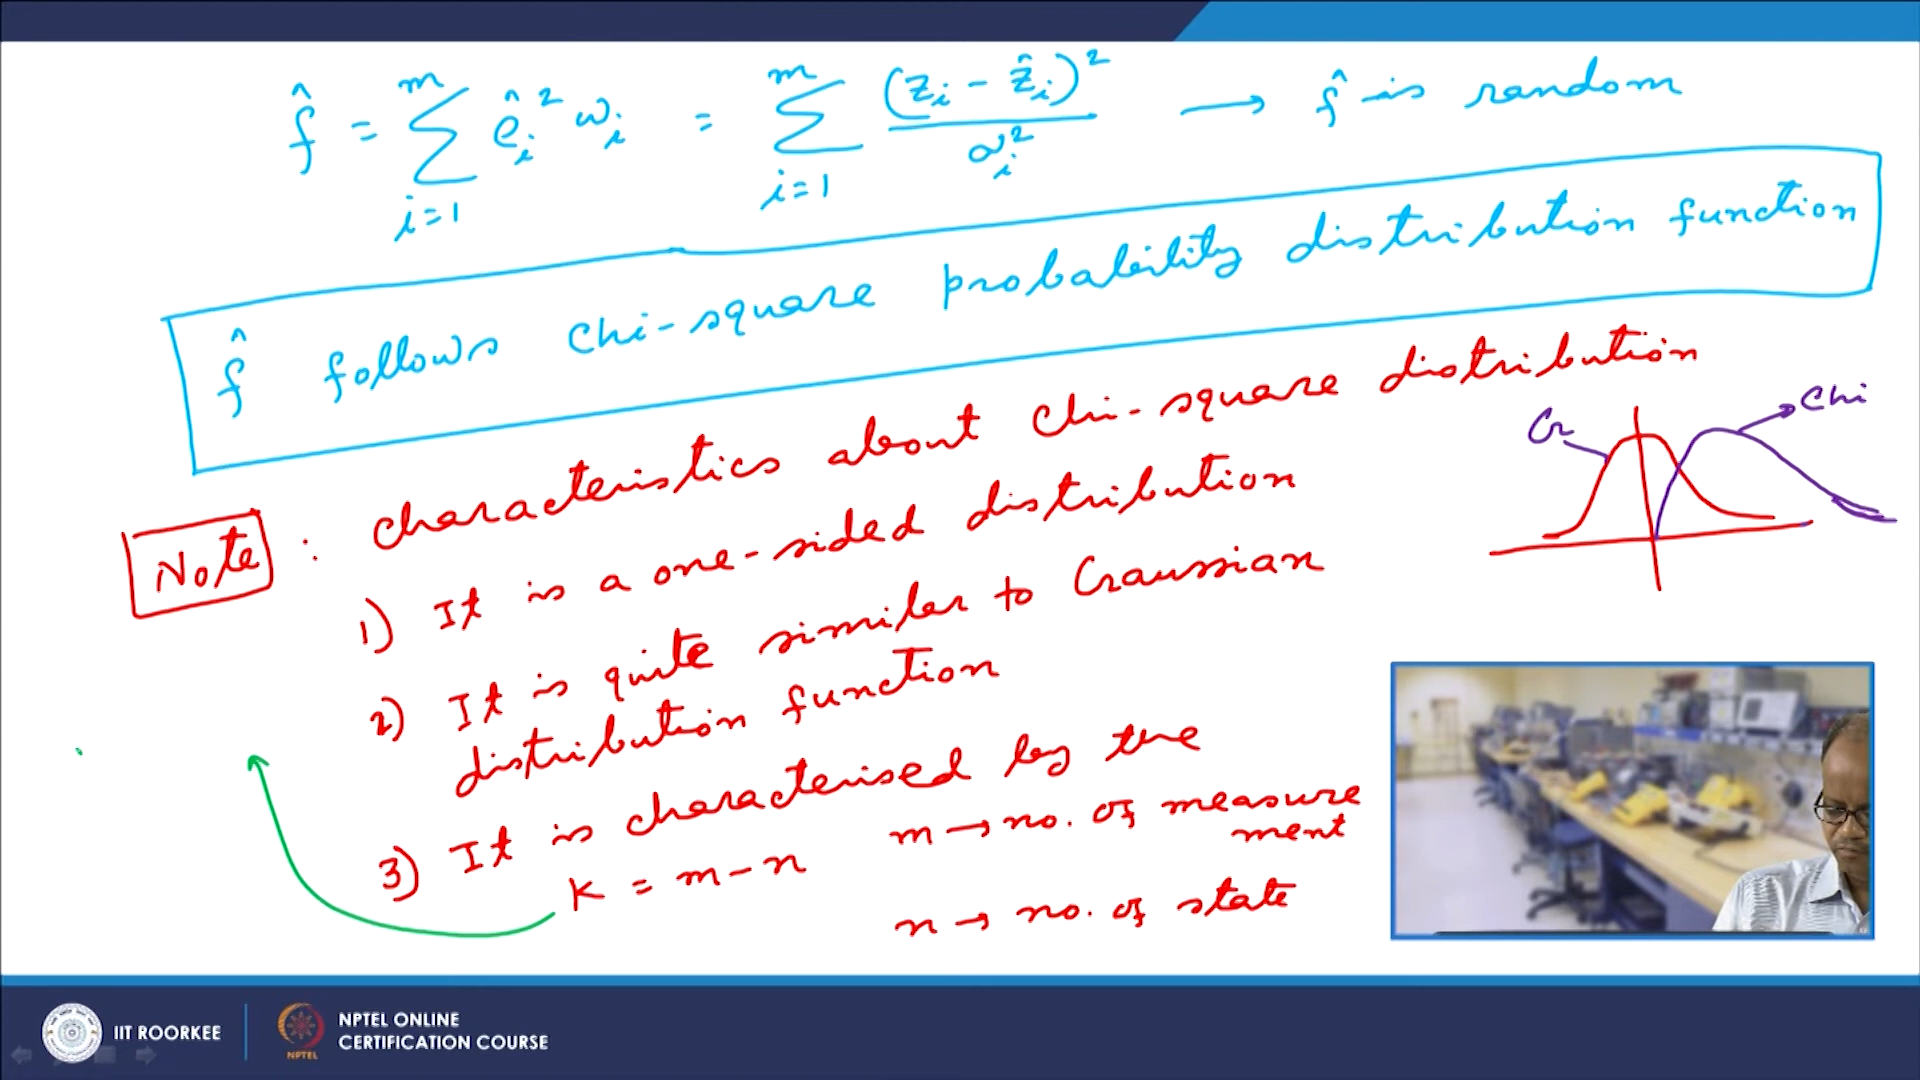 f̂ = Σ_{i=1}^{m} ê_i² w_i = Σ_{i=1}^{m} (z_i - ẑ_i)² / σ_i² → f̂ is random
f̂ follows Chi-square probability distribution function
Note : Characteristics about Chi-square distribution
1) It is a one-sided distribution
2) It is quite similar to Gaussian
distribution function
3) It is characterised by the
K = m-n
m → no. of measure
ment
n → no. of state
G
Chi
IIT ROORKEE
NPTEL
NPTEL ONLINE
CERTIFICATION COURSE